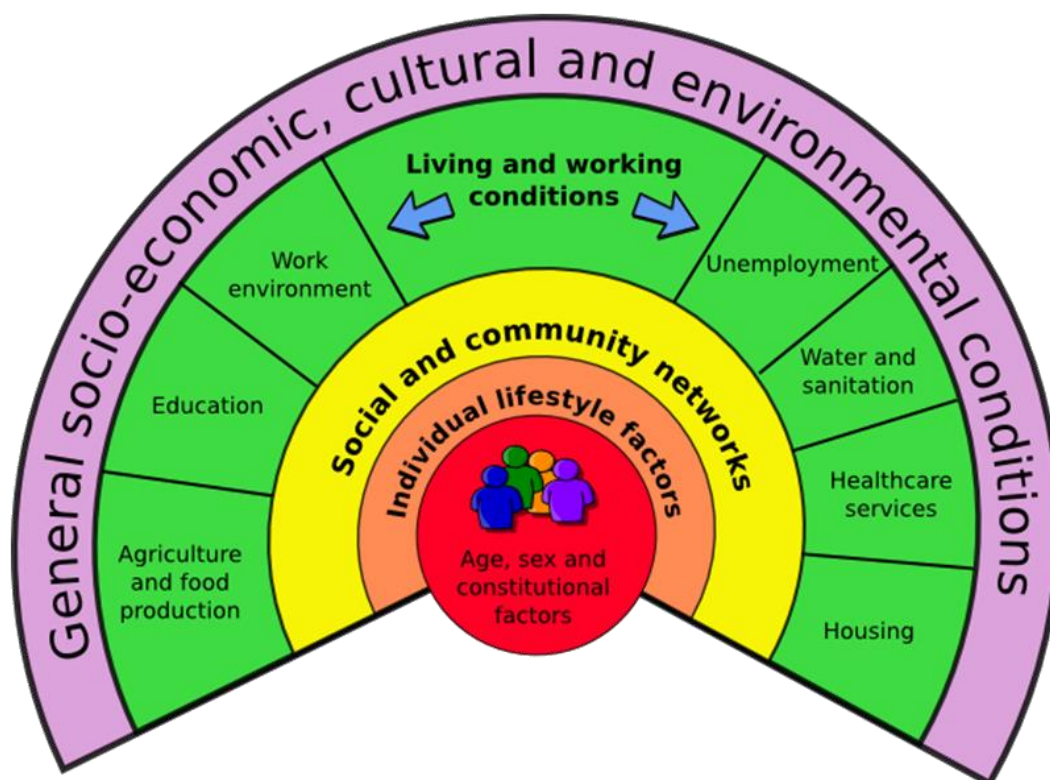 General socio-economic, cultural and environmental conditions
Living and working
conditions
Work
environment
Unemployment
Education
Water and
sanitation
Agriculture
and food
production
Healthcare
services
Housing
Social and community networks
Individual lifestyle factors
Age, sex and
constitutional
factors